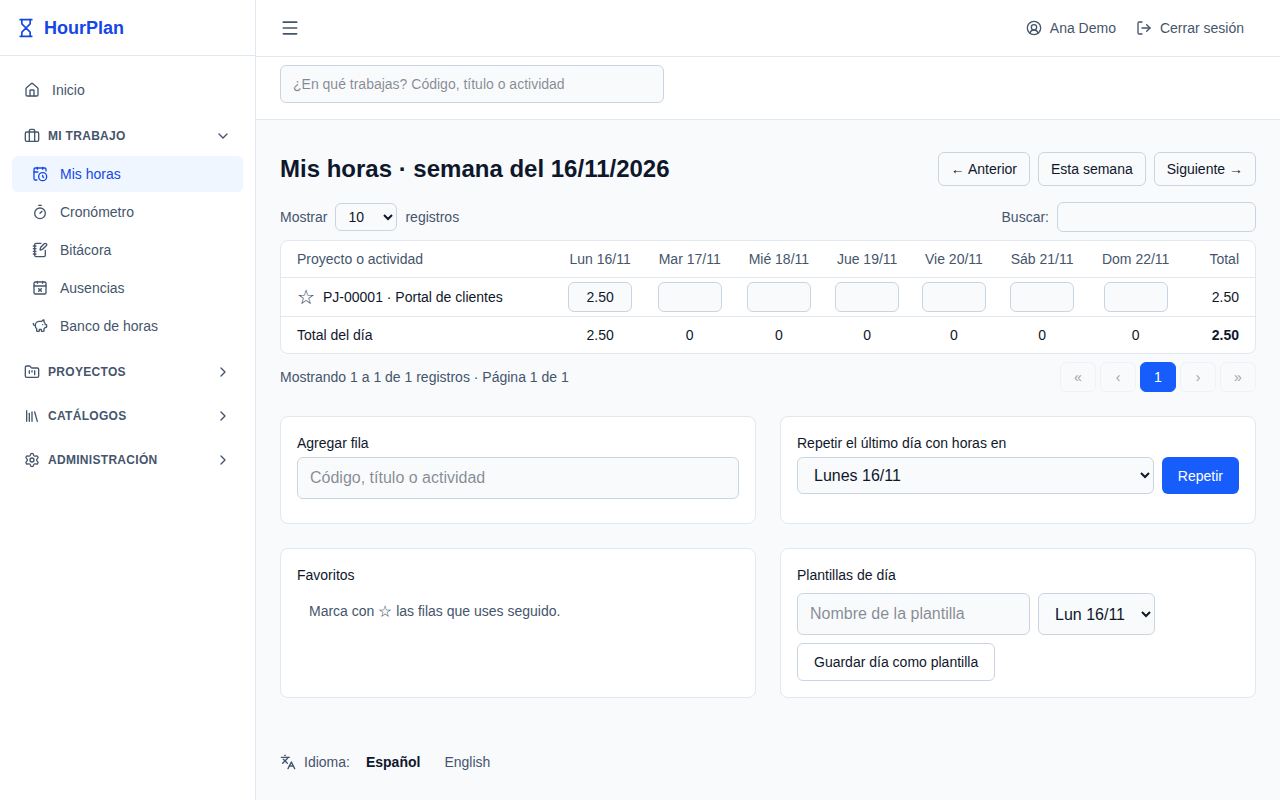 HourPlan
Ana Demo
Cerrar sesión
¿En qué trabajas? Código, título o actividad
Inicio
MI TRABAJO
Mis horas
Cronómetro
Bitácora
Ausencias
Banco de horas
PROYECTOS
CATÁLOGOS
ADMINISTRACIÓN
Mis horas · semana del 16/11/2026
← Anterior
Esta semana
Siguiente →
Mostrar 10 registros
Buscar:
Proyecto o actividad Lun 16/11 Mar 17/11 Mié 18/11 Jue 19/11 Vie 20/11 Sáb 21/11 Dom 22/11 Total
☆ PJ-00001 · Portal de clientes 2.50 2.50
Total del día 2.50 0 0 0 0 0 0 2.50
Mostrando 1 a 1 de 1 registros · Página 1 de 1
« ‹ 1 › »
Agregar fila
Código, título o actividad
Repetir el último día con horas en
Lunes 16/11
Repetir
Favoritos
Marca con ☆ las filas que uses seguido.
Plantillas de día
Nombre de la plantilla
Lun 16/11
Guardar día como plantilla
Idioma: Español English